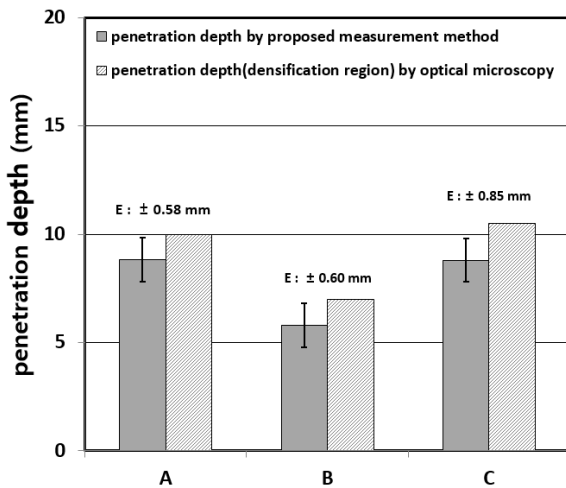 20
penetration depth by proposed measurement method
penetration depth(densification region) by optical microscopy
15
E : ± 0.85 mm
E : ± 0.58 mm
10
E : ± 0.60 mm
5
0
penetration depth (mm)
A B C